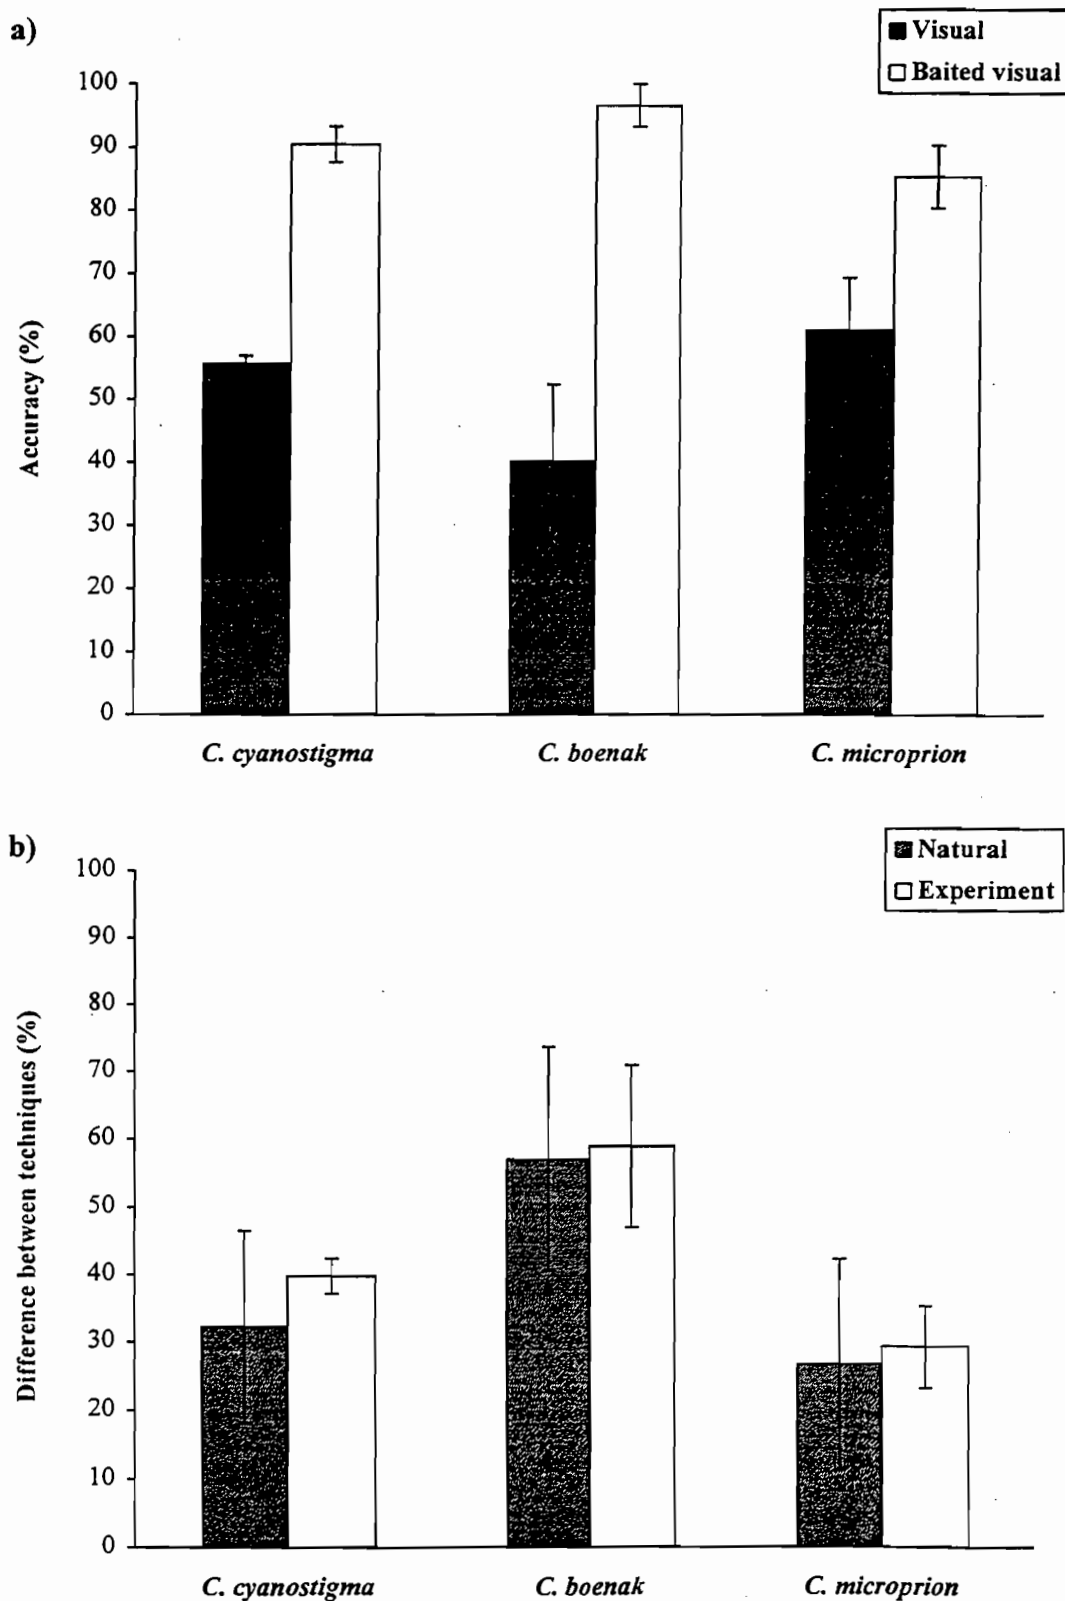 a)
Visual
Baited visual
100
90
80
70
60
50
40
30
20
10
0
Accuracy (%)
C. cyanostigma C. boenak C. microprion
b)
Natural
Experiment
100
90
80
70
60
50
40
30
20
10
0
Difference between techniques (%)
C. cyanostigma C. boenak C. microprion